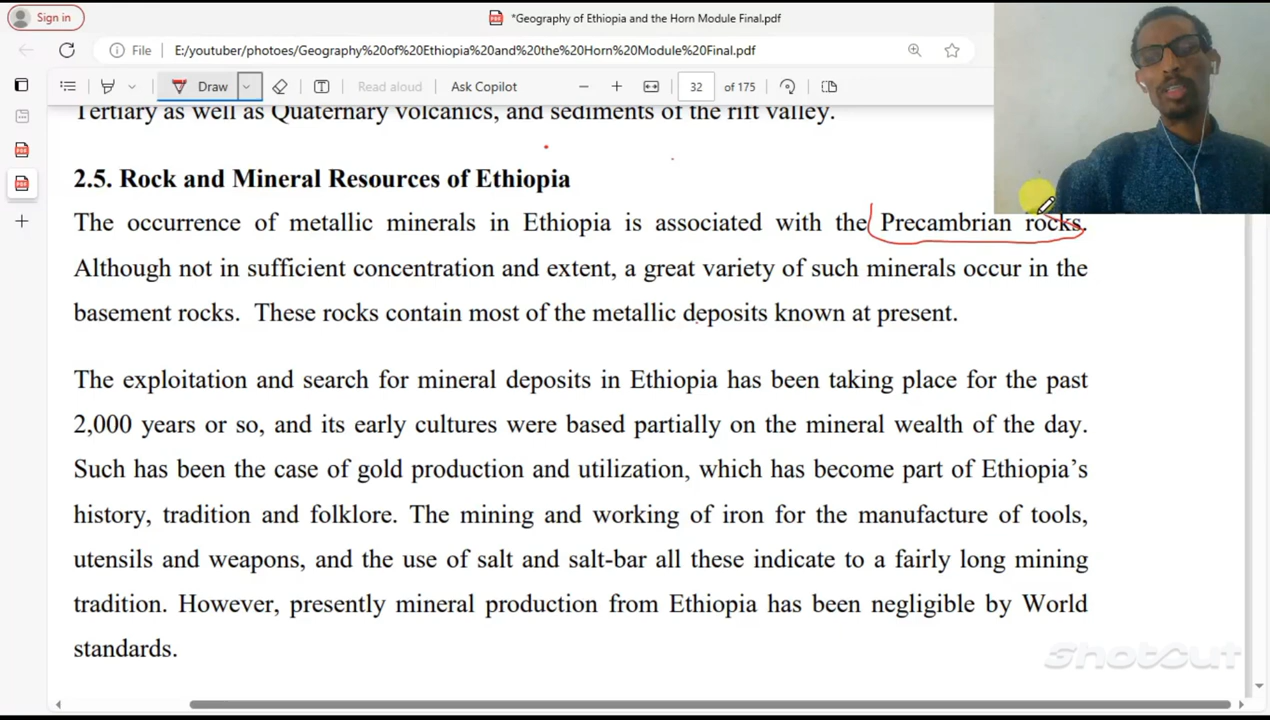 Sign in
*Geography of Ethiopia and the Horn Module Final.pdf
File
E:/youtuber/photoes/Geography%20of%20Ethiopia%20and%20the%20Horn%20Module%20Final.pdf
Draw
Read aloud
Ask Copilot
32
of 175
Tertiary as well as Quaternary volcanics, and sediments of the rift valley.
2.5. Rock and Mineral Resources of Ethiopia
The occurrence of metallic minerals in Ethiopia is associated with the Precambrian rocks.
Although not in sufficient concentration and extent, a great variety of such minerals occur in the
basement rocks. These rocks contain most of the metallic deposits known at present.
The exploitation and search for mineral deposits in Ethiopia has been taking place for the past
2,000 years or so, and its early cultures were based partially on the mineral wealth of the day.
Such has been the case of gold production and utilization, which has become part of Ethiopia’s
history, tradition and folklore. The mining and working of iron for the manufacture of tools,
utensils and weapons, and the use of salt and salt-bar all these indicate to a fairly long mining
tradition. However, presently mineral production from Ethiopia has been negligible by World
standards.
ShotCut